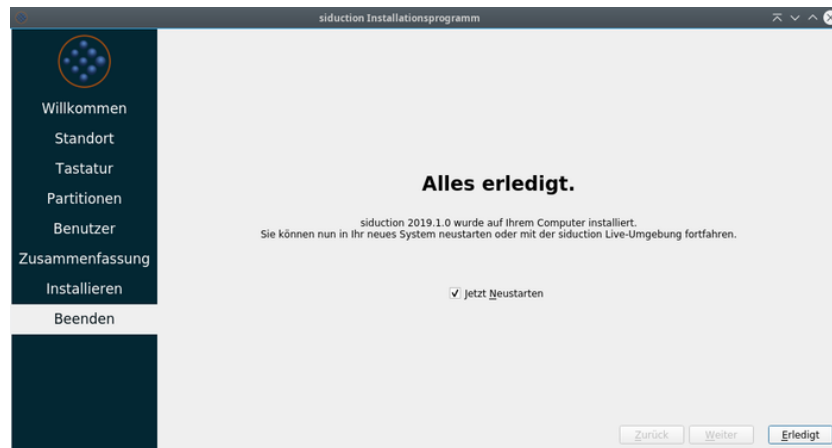 siduction Installationsprogramm
Willkommen
Standort
Tastatur
Partitionen
Benutzer
Zusammenfassung
Installieren
Beenden
Alles erledigt.
siduction 2019.1.0 wurde auf Ihrem Computer installiert.
Sie können nun in Ihr neues System neustarten oder mit der siduction Live-Umgebung fortfahren.
Jetzt Neustarten
Zurück Weiter Erledigt